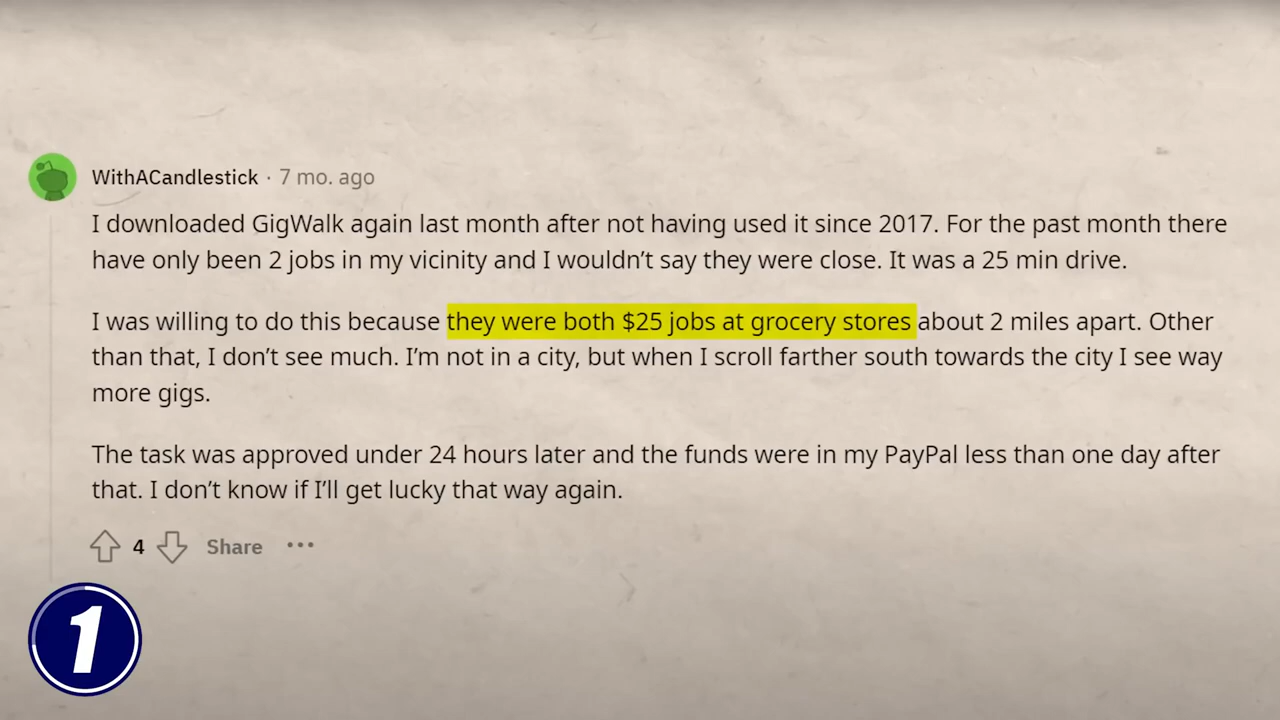 WithACandlestick · 7 mo. ago
I downloaded GigWalk again last month after not having used it since 2017. For the past month there
have only been 2 jobs in my vicinity and I wouldn’t say they were close. It was a 25 min drive.
I was willing to do this because they were both $25 jobs at grocery stores about 2 miles apart. Other
than that, I don’t see much. I’m not in a city, but when I scroll farther south towards the city I see way
more gigs.
The task was approved under 24 hours later and the funds were in my PayPal less than one day after
that. I don’t know if I’ll get lucky that way again.
4 Share ···
1